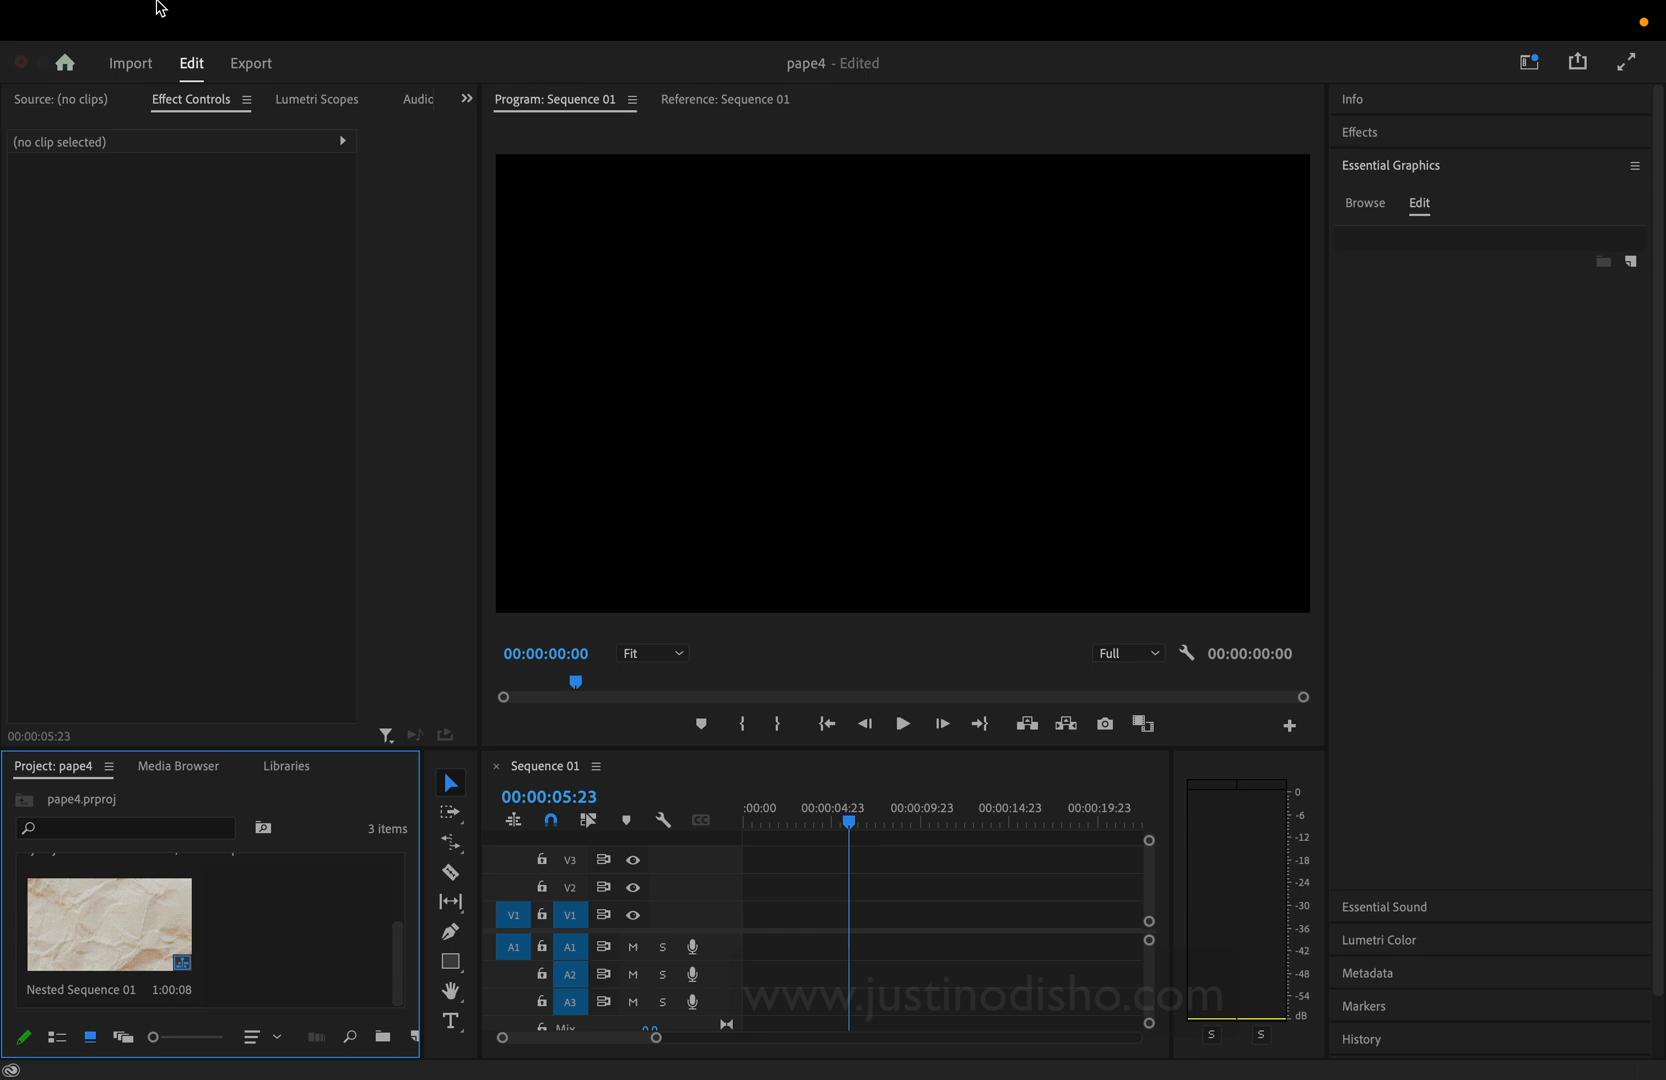 Import Edit Export pape4 - Edited
Source: (no clips) Effect Controls Lumetri Scopes Audio
(no clip selected)
00:00:05:23
Program: Sequence 01 Reference: Sequence 01
00:00:00:00 Fit Full 00:00:00:00
Info
Effects
Essential Graphics
Browse Edit
Essential Sound
Lumetri Color
Metadata
Markers
History
Project: pape4 Media Browser Libraries
pape4.prproj
3 items
Nested Sequence 01 1:00:08
× Sequence 01
00:00:05:23
:00:00 00:00:04:23 00:00:09:23 00:00:14:23 00:00:19:23
V3
V2
V1 V1
A1 A1 M S
A2 M S
A3 M S
Mix 0.0
www.justinodisho.com
0
-6
-12
-18
-24
-30
-36
-42
-48
-54
dB
S S